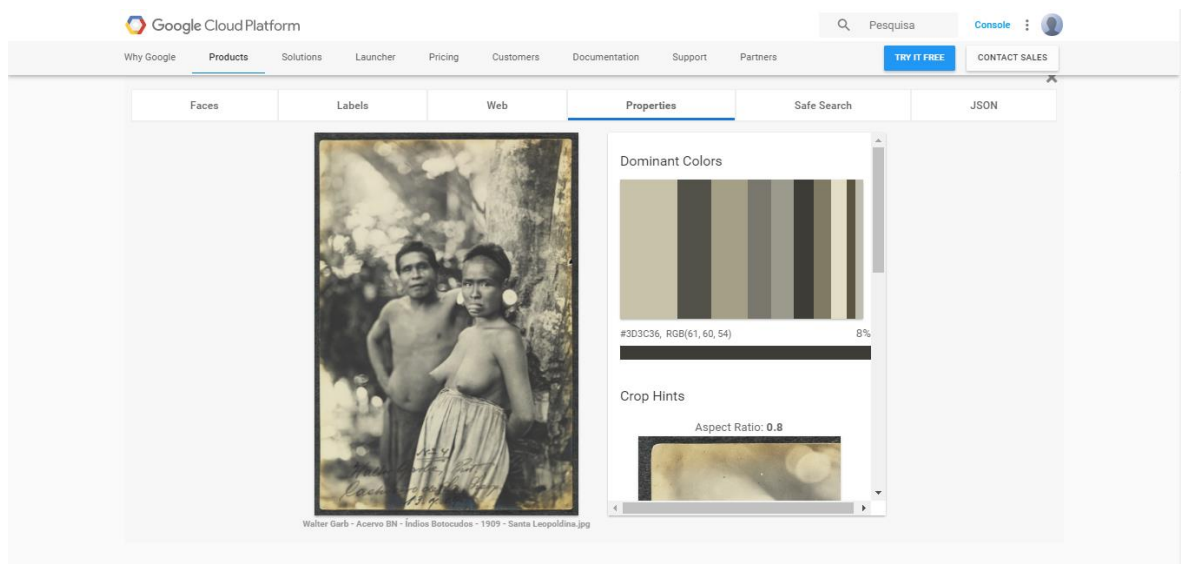 Google Cloud Platform
Pesquisa
Console
Why Google Products Solutions Launcher Pricing Customers Documentation Support Partners
TRY IT FREE
CONTACT SALES
Faces Labels Web Properties Safe Search JSON
Dominant Colors
#3D3C36, RGB(61, 60, 54) 8%
Crop Hints
Aspect Ratio: 0.8
Walter Garb - Acervo BN - Índios Botocudos - 1909 - Santa Leopoldina.jpg